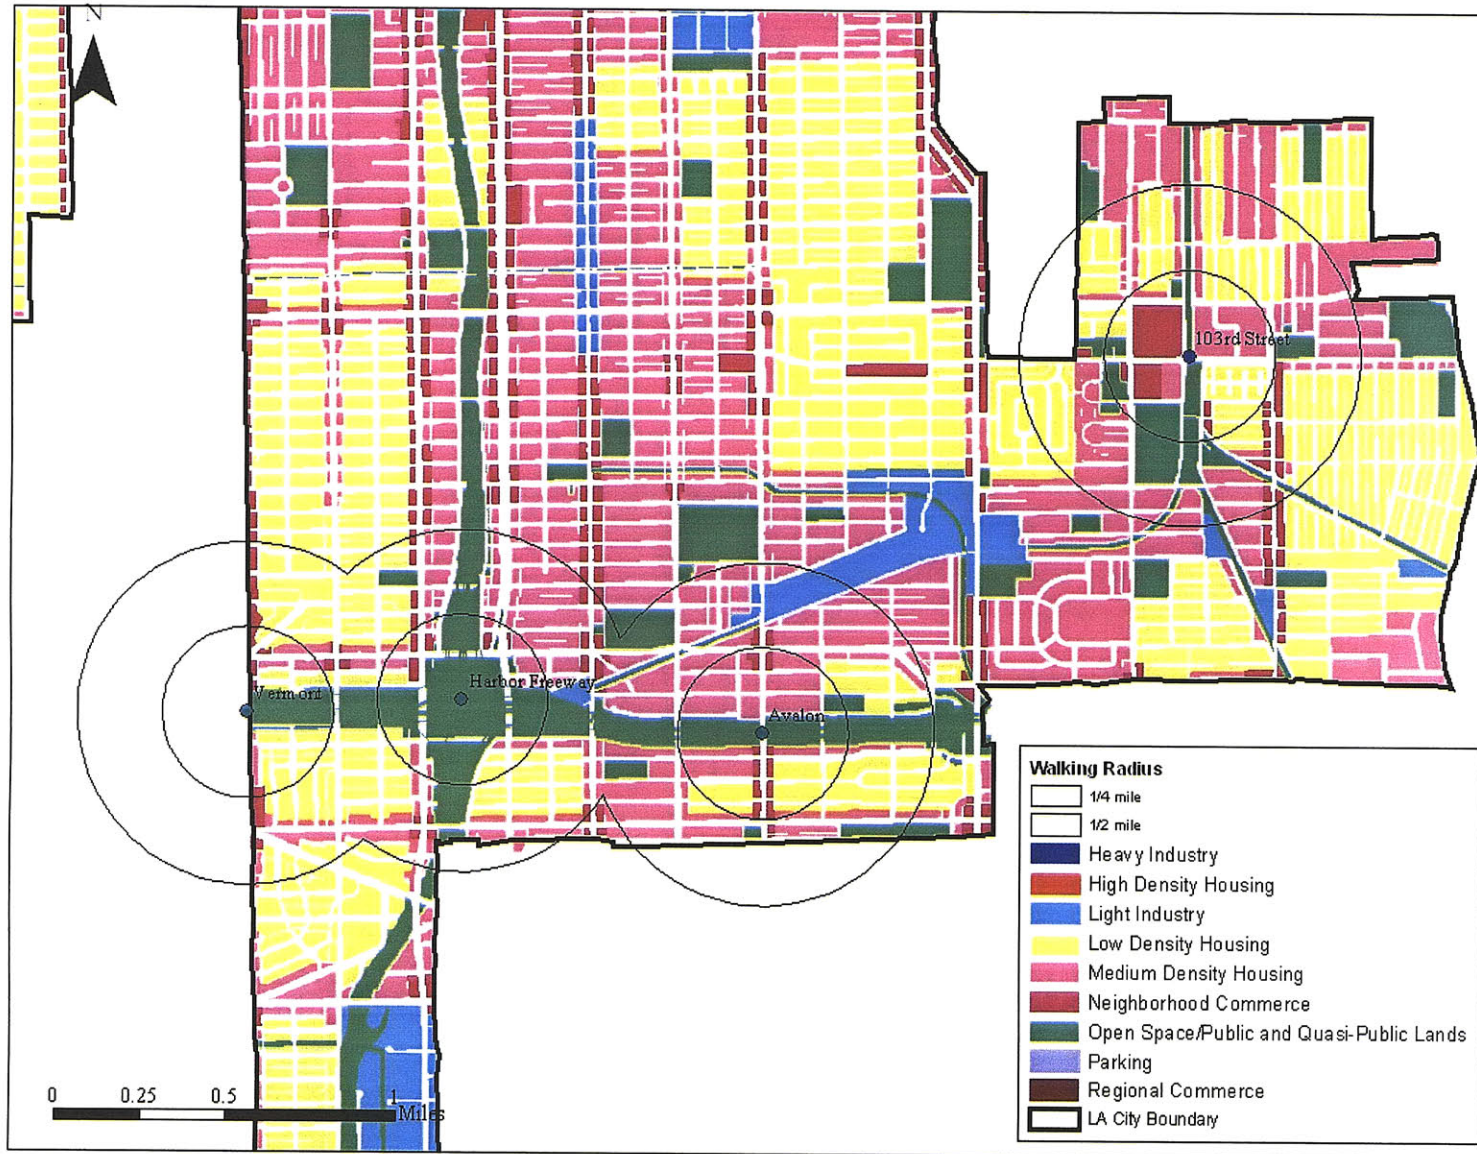 N
103rd Street
Vermont
Harbor Freeway
Avalon
Walking Radius
1/4 mile
1/2 mile
Heavy Industry
High Density Housing
Light Industry
Low Density Housing
Medium Density Housing
Neighborhood Commerce
Open Space/Public and Quasi-Public Lands
Parking
Regional Commerce
LA City Boundary
0 0.25 0.5 1
Miles